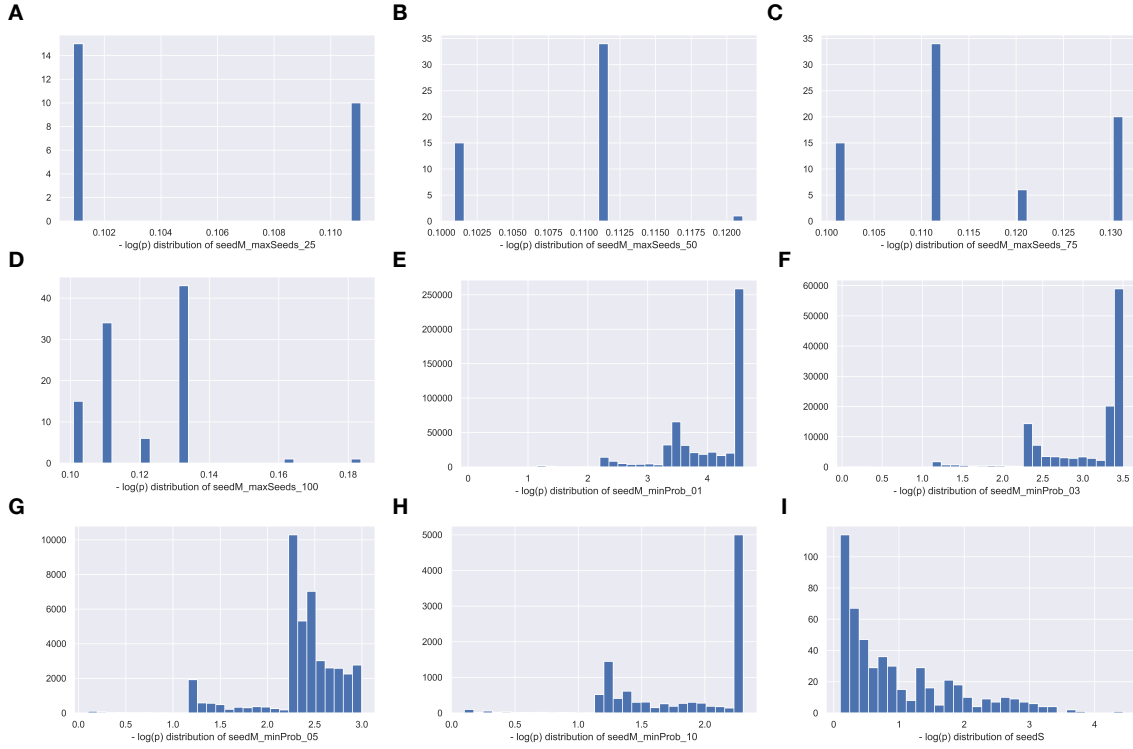 A
14
12
10
8
6
4
2
0
0.102 0.104 0.106 0.108 0.110
- log(p) distribution of seedM_maxSeeds_25
B
35
30
25
20
15
10
5
0
0.1000 0.1025 0.1050 0.1075 0.1100 0.1125 0.1150 0.1175 0.1200
- log(p) distribution of seedM_maxSeeds_50
C
35
30
25
20
15
10
5
0
0.100 0.105 0.110 0.115 0.120 0.125 0.130
- log(p) distribution of seedM_maxSeeds_75
D
40
30
20
10
0
0.10 0.12 0.14 0.16 0.18
- log(p) distribution of seedM_maxSeeds_100
E
250000
200000
150000
100000
50000
0
0 1 2 3 4
- log(p) distribution of seedM_minProb_01
F
60000
50000
40000
30000
20000
10000
0
0.0 0.5 1.0 1.5 2.0 2.5 3.0 3.5
- log(p) distribution of seedM_minProb_03
G
10000
8000
6000
4000
2000
0
0.0 0.5 1.0 1.5 2.0 2.5 3.0
- log(p) distribution of seedM_minProb_05
H
5000
4000
3000
2000
1000
0
0.0 0.5 1.0 1.5 2.0
- log(p) distribution of seedM_minProb_10
I
100
80
60
40
20
0
0 1 2 3 4
- log(p) distribution of seedS